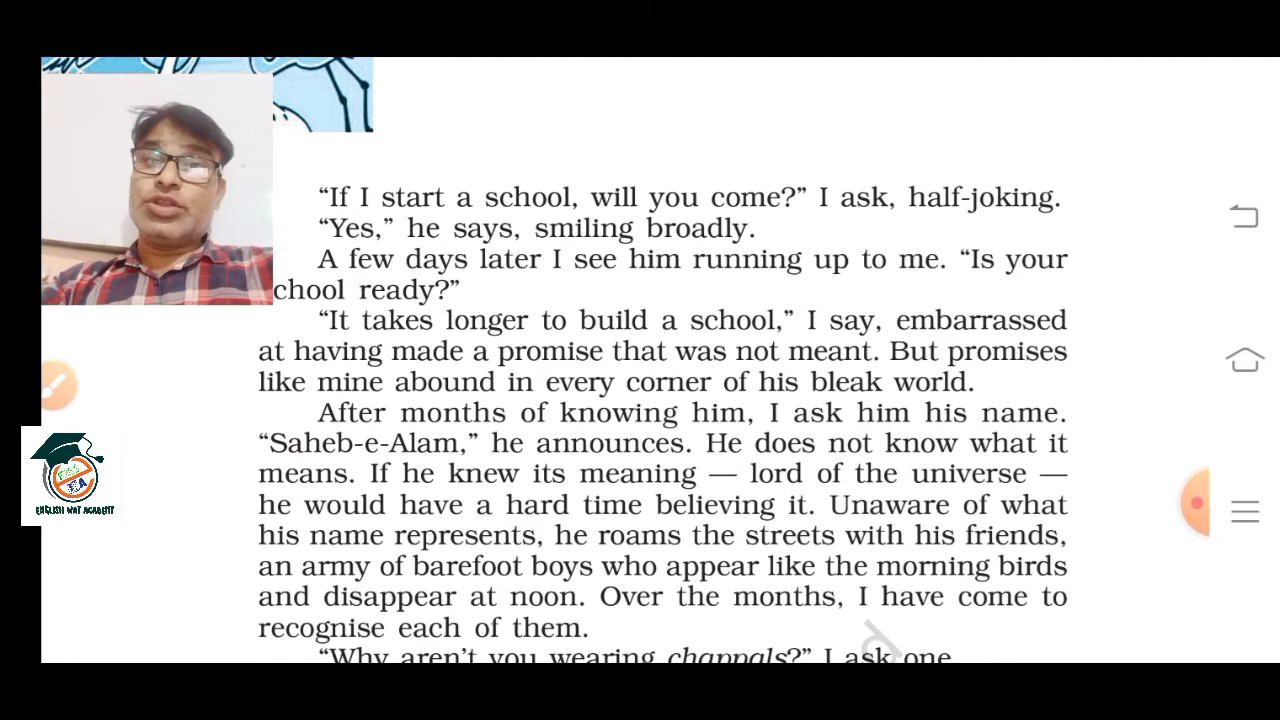 “If I start a school, will you come?” I ask, half-joking.
“Yes,” he says, smiling broadly.
A few days later I see him running up to me. “Is your
chool ready?”
“It takes longer to build a school,” I say, embarrassed
at having made a promise that was not meant. But promises
like mine abound in every corner of his bleak world.
After months of knowing him, I ask him his name.
“Saheb-e-Alam,” he announces. He does not know what it
means. If he knew its meaning — lord of the universe —
he would have a hard time believing it. Unaware of what
his name represents, he roams the streets with his friends,
an army of barefoot boys who appear like the morning birds
and disappear at noon. Over the months, I have come to
recognise each of them.
“Why aren’t you wearing chappals?” I ask one.
ENGLISH WAT ACADEMY
d